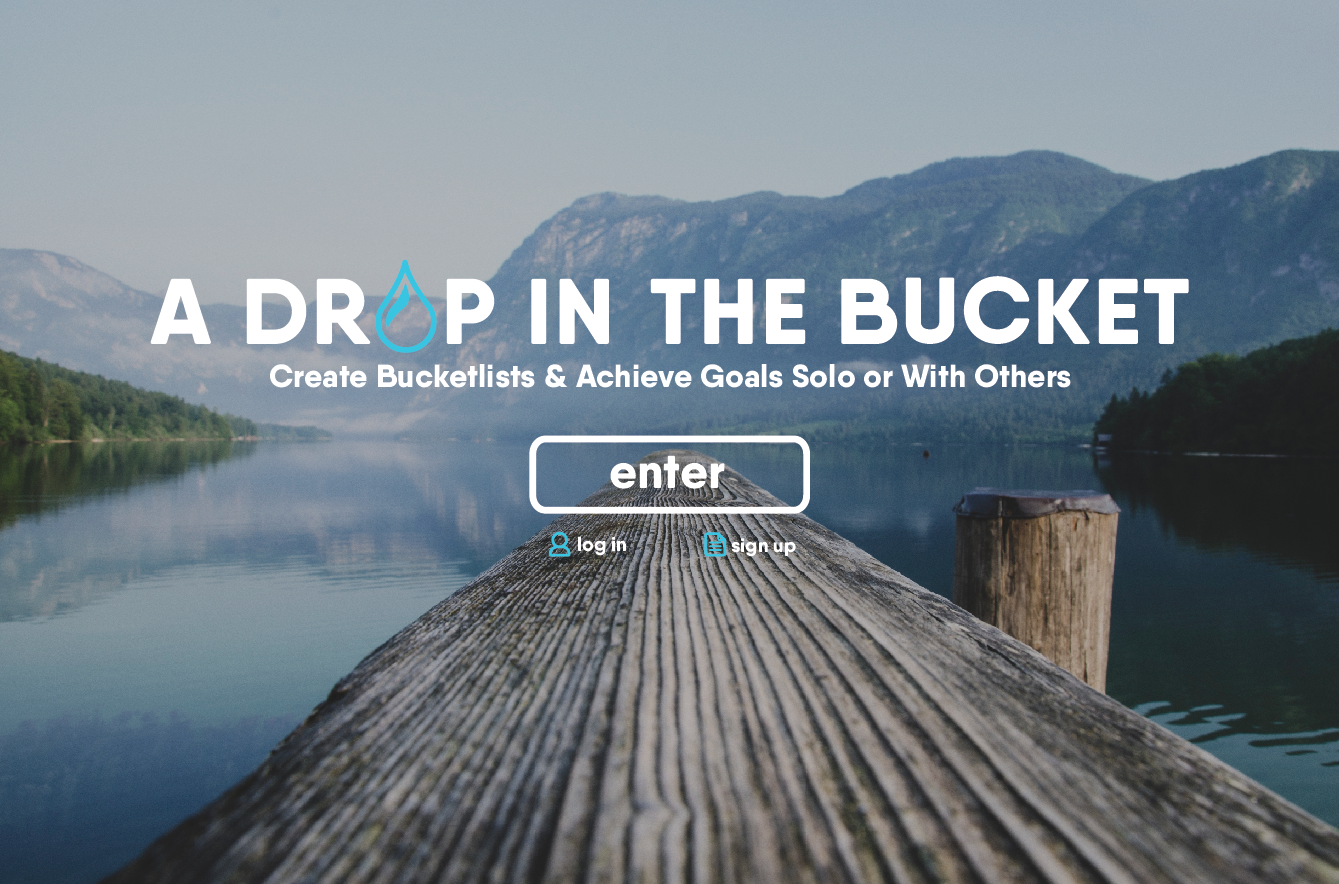 A DROP IN THE BUCKET
Create Bucketlists & Achieve Goals Solo or With Others
enter
log in
sign up